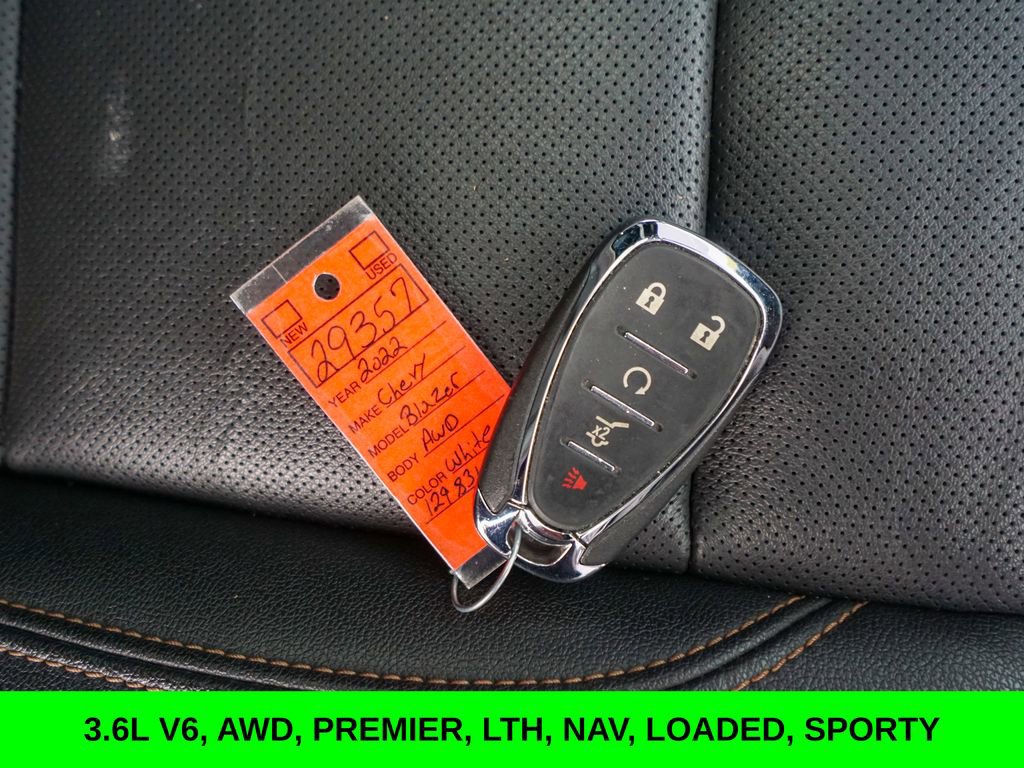 NEW USED
29357
YEAR 2022
MAKE Chevy
MODEL Blazer
BODY AWD
COLOR White
x2
3.6L V6, AWD, PREMIER, LTH, NAV, LOADED, SPORTY